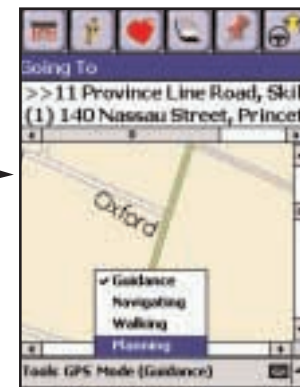 Going To
>>11 Province Line Road, Skil
(1) 140 Nassau Street, Princet
Oxford
✓ Guidance
Navigating
Walking
Planning
Tools GPS Mode (Guidance)